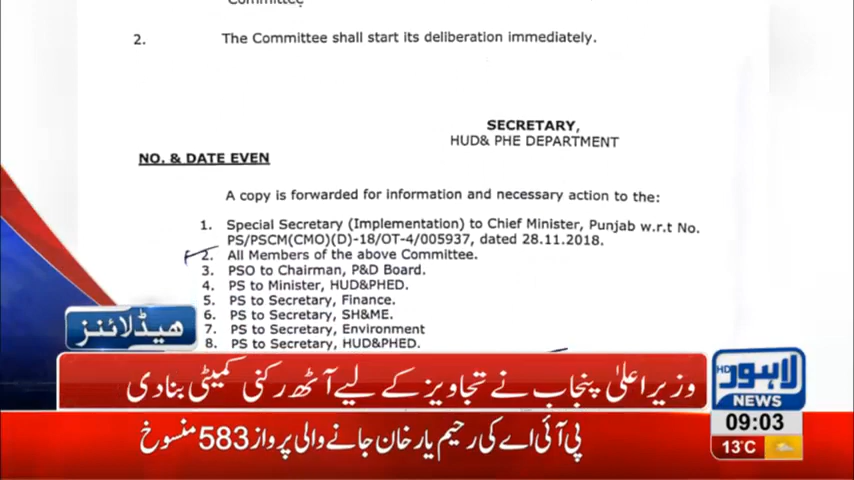 Committee
2. The Committee shall start its deliberation immediately.
SECRETARY,
HUD& PHE DEPARTMENT
NO. & DATE EVEN
A copy is forwarded for information and necessary action to the:
1. Special Secretary (Implementation) to Chief Minister, Punjab w.r.t No.
PS/PSCM(CMO)(D)-18/OT-4/005937, dated 28.11.2018.
2. All Members of the above Committee.
3. PSO to Chairman, P&D Board.
4. PS to Minister, HUD&PHED.
5. PS to Secretary, Finance.
6. PS to Secretary, SH&ME.
7. PS to Secretary, Environment
8. PS to Secretary, HUD&PHED.
ہیڈلائنز
وزیراعلیٰ پنجاب نے تجاویز کے لیے آٹھ رکنی کمیٹی بنا دی
پی آئی اے کی رحیم یار خان جانے والی پرواز 583 منسوخ
HD لاہور
NEWS
09:03
13°C